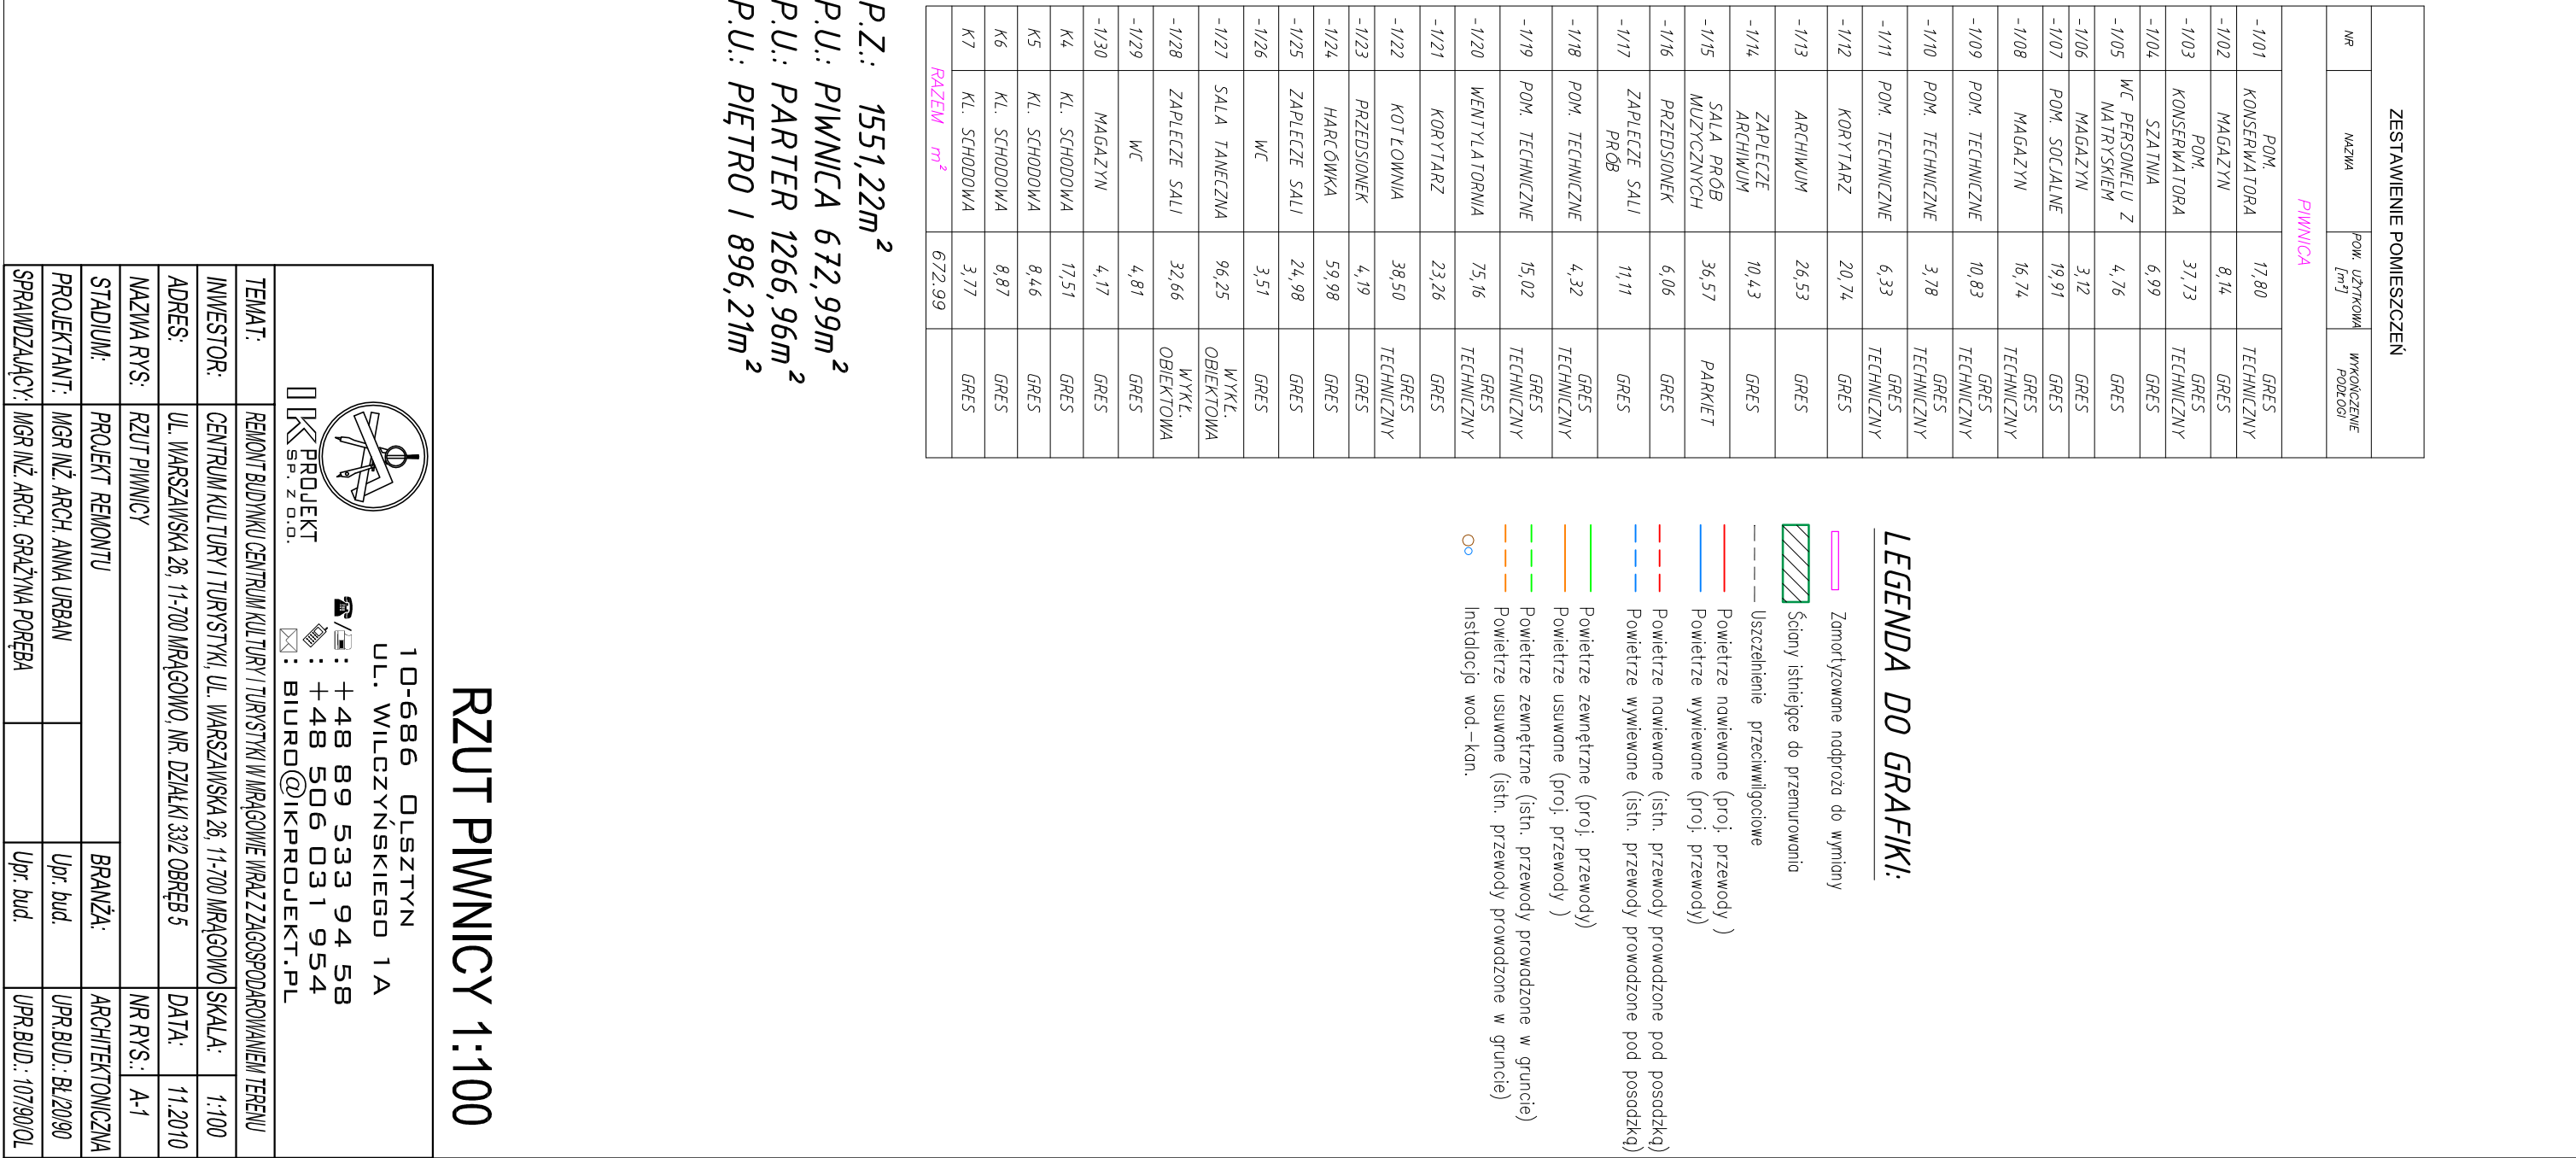 ZESTAWIENIE POMIESZCZEŃ
NR NAZWA POW. UŻYTKOWA [m²] WYKOŃCZENIE PODŁOGI
PIWNICA
-1/01 POM. KONSERWATORA 17,80 GRES TECHNICZNY
-1/02 MAGAZYN 8,14 GRES
-1/03 POM. KONSERWATORA 37,73 GRES TECHNICZNY
-1/04 SZATNIA 6,99 GRES
-1/05 WC PERSONELU Z NATRYSKIEM 4,76 GRES
-1/06 MAGAZYN 3,12 GRES
-1/07 POM. SOCJALNE 19,91 GRES
-1/08 MAGAZYN 16,74 GRES TECHNICZNY
-1/09 POM. TECHNICZNE 10,83 GRES TECHNICZNY
-1/10 POM. TECHNICZNE 3,78 GRES TECHNICZNY
-1/11 POM. TECHNICZNE 6,33 GRES TECHNICZNY
-1/12 KORYTARZ 20,74 GRES
-1/13 ARCHIWUM 26,53 GRES
-1/14 ZAPLECZE ARCHIWUM 10,43 GRES
-1/15 SALA PRÓB MUZYCZNYCH 36,57 PARKIET
-1/16 PRZEDSIONEK 6,06 GRES
-1/17 ZAPLECZE SALI PRÓB 11,11 GRES
-1/18 POM. TECHNICZNE 4,32 GRES TECHNICZNY
-1/19 POM. TECHNICZNE 15,02 GRES TECHNICZNY
-1/20 WENTYLATORNIA 75,16 GRES TECHNICZNY
-1/21 KORYTARZ 23,26 GRES
-1/22 KOTŁOWNIA 38,50 GRES TECHNICZNY
-1/23 PRZEDSIONEK 4,19 GRES
-1/24 HARCÓWKA 59,98 GRES
-1/25 ZAPLECZE SALI 24,98 GRES
-1/26 WC 3,51 GRES
-1/27 SALA TANECZNA 96,25 WYKŁ. OBIEKTOWA
-1/28 ZAPLECZE SALI 32,66 WYKŁ. OBIEKTOWA
-1/29 WC 4,81 GRES
-1/30 MAGAZYN 4,17 GRES
K4 KL. SCHODOWA 17,51 GRES
K5 KL. SCHODOWA 8,46 GRES
K6 KL. SCHODOWA 8,87 GRES
K7 KL. SCHODOWA 3,77 GRES
RAZEM m² 672.99
P.Z.: 1551,22m²
P.U.: PIWNICA 672,99m²
P.U.: PARTER 1266,96m²
P.U.: PIĘTRO I 896,21m²
LEGENDA DO GRAFIKI:
Zamortyzowane nadproża do wymiany
Ściany istniejące do przemurowania
Uszczelnienie przeciwwilgociowe
Powietrze nawiewane (proj. przewody )
Powietrze wywiewane (proj. przewody)
Powietrze nawiewane (istn. przewody prowadzone pod posadzką)
Powietrze wywiewane (istn. przewody prowadzone pod posadzką)
Powietrze zewnętrzne (proj. przewody)
Powietrze usuwane (proj. przewody )
Powietrze zewnętrzne (istn. przewody prowadzone w gruncie)
Powietrze usuwane (istn. przewody prowadzone w gruncie)
Instalacja wod.-kan.
RZUT PIWNICY 1:100
IK PROJEKT
SP. Z O.O.
10-686 OLSZTYN
UL. WILCZYŃSKIEGO 1A
☎/📠: +48 89 533 94 58
: +48 506 031 954
✉: BIURO@IKPROJEKT.PL
TEMAT: REMONT BUDYNKU CENTRUM KULTURY I TURYSTYKI W MRĄGOWIE WRAZ Z ZAGOSPODAROWANIEM TERENU
INWESTOR: CENTRUM KULTURY I TURYSTYKI, UL. WARSZAWSKA 26, 11-700 MRĄGOWO SKALA: 1:100
ADRES: UL. WARSZAWSKA 26, 11-700 MRĄGOWO, NR. DZIAŁKI 33/2 OBRĘB 5 DATA: 11.2010
NAZWA RYS: RZUT PIWNICY NR RYS.: A-1
STADIUM: PROJEKT REMONTU BRANŻA: ARCHITEKTONICZNA
PROJEKTANT: MGR INŻ. ARCH. ANNA URBAN Upr. bud. UPR.BUD.: BŁ/20/90
SPRAWDZAJĄCY: MGR INŻ. ARCH. GRAŻYNA PORĘBA Upr. bud. UPR.BUD.: 107/90/OL